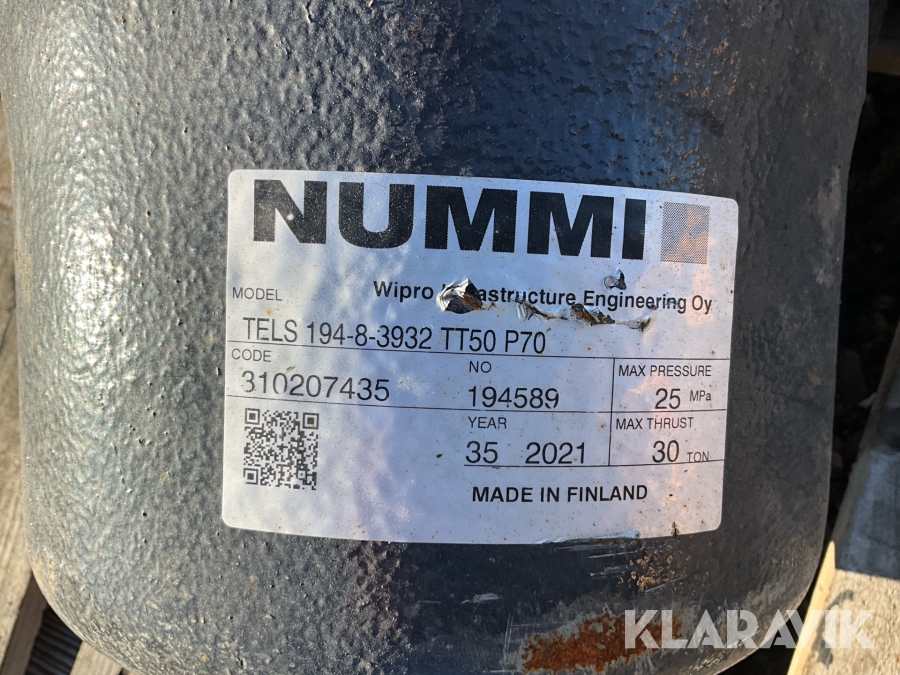 NUMMI
Wipro Infrastructure Engineering Oy
MODEL
TELS 194-8-3932 TT50 P70
CODE
310207435
NO
194589
MAX PRESSURE
25 MPa
YEAR
35 2021
MAX THRUST
30 TON
MADE IN FINLAND
KLARAVIK